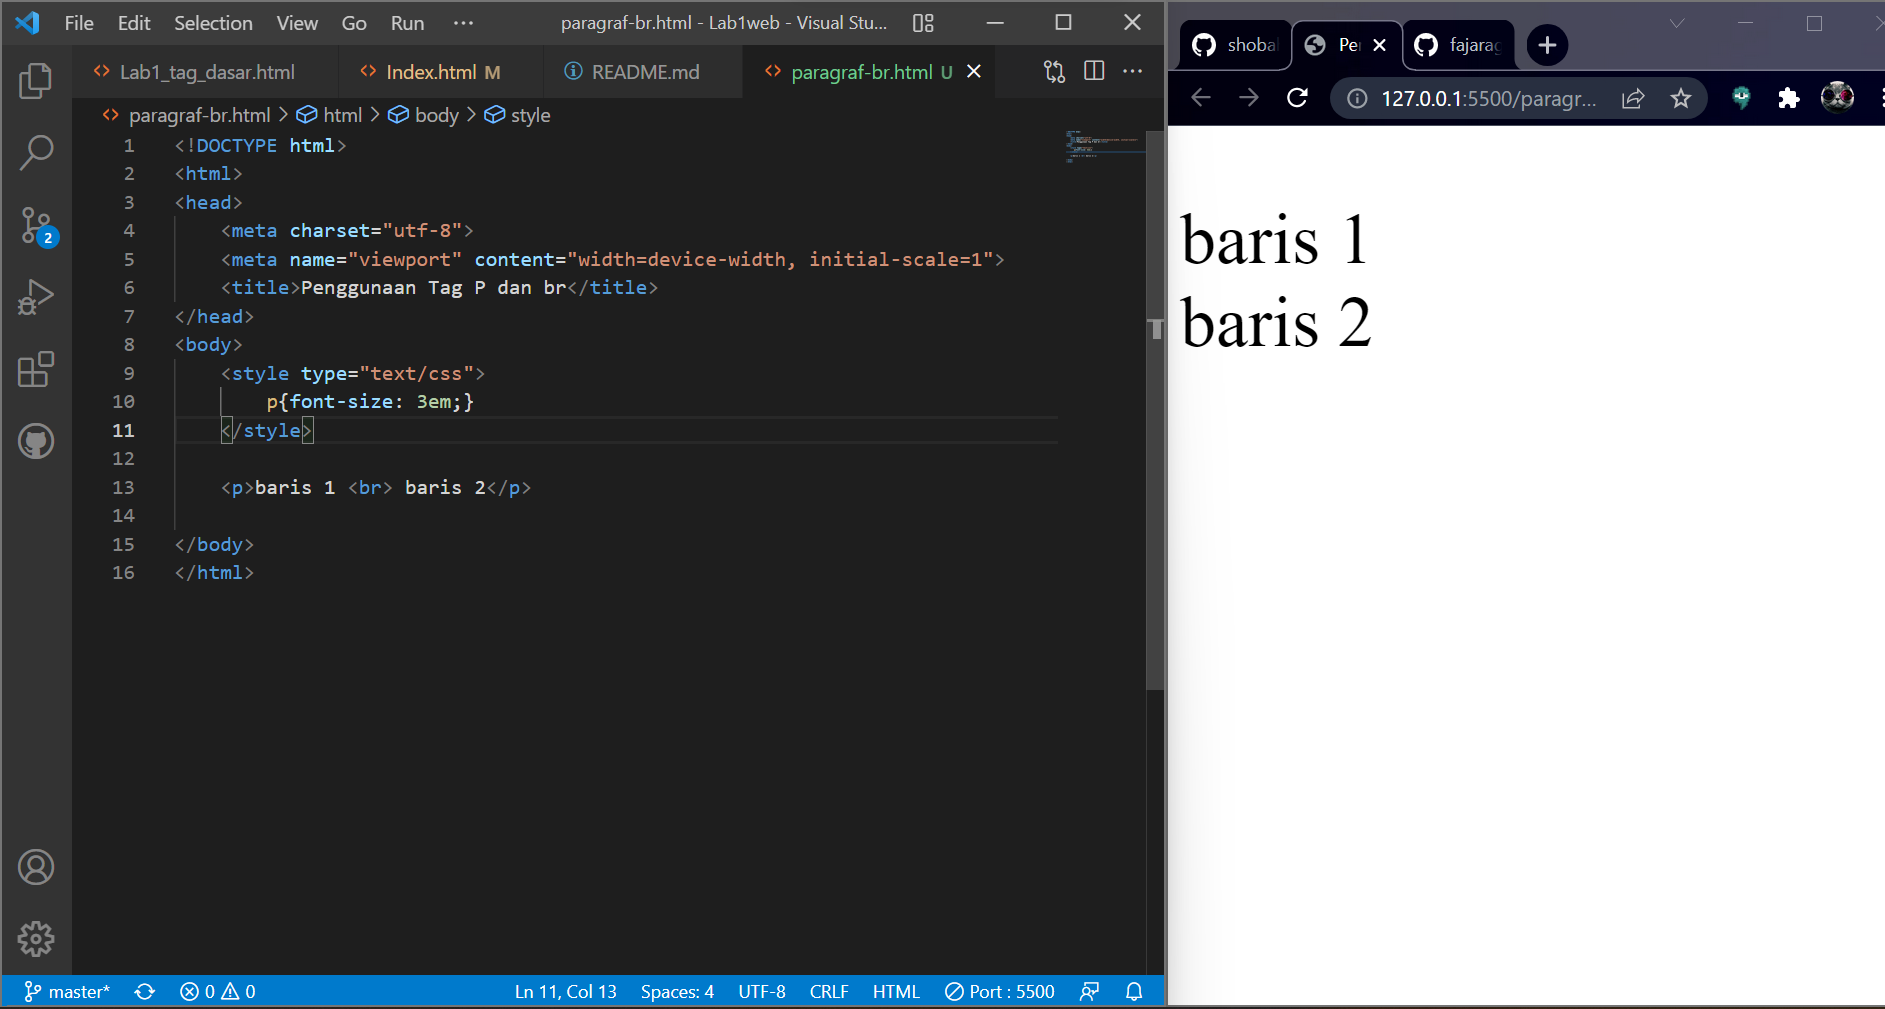 File Edit Selection View Go Run ··· paragraf-br.html - Lab1web - Visual Stu...
Lab1_tag_dasar.html Index.html M README.md paragraf-br.html U
paragraf-br.html > html > body > style
1 <!DOCTYPE html>
2 <html>
3 <head>
4 <meta charset="utf-8">
5 <meta name="viewport" content="width=device-width, initial-scale=1">
6 <title>Penggunaan Tag P dan br</title>
7 </head>
8 <body>
9 <style type="text/css">
10 p{font-size: 3em;}
11 </style>
12
13 <p>baris 1 <br> baris 2</p>
14
15 </body>
16 </html>
2
master* 0 0 Ln 11, Col 13 Spaces: 4 UTF-8 CRLF HTML Port : 5500
shobal Per fajarag
127.0.0.1:5500/paragr...
baris 1
baris 2